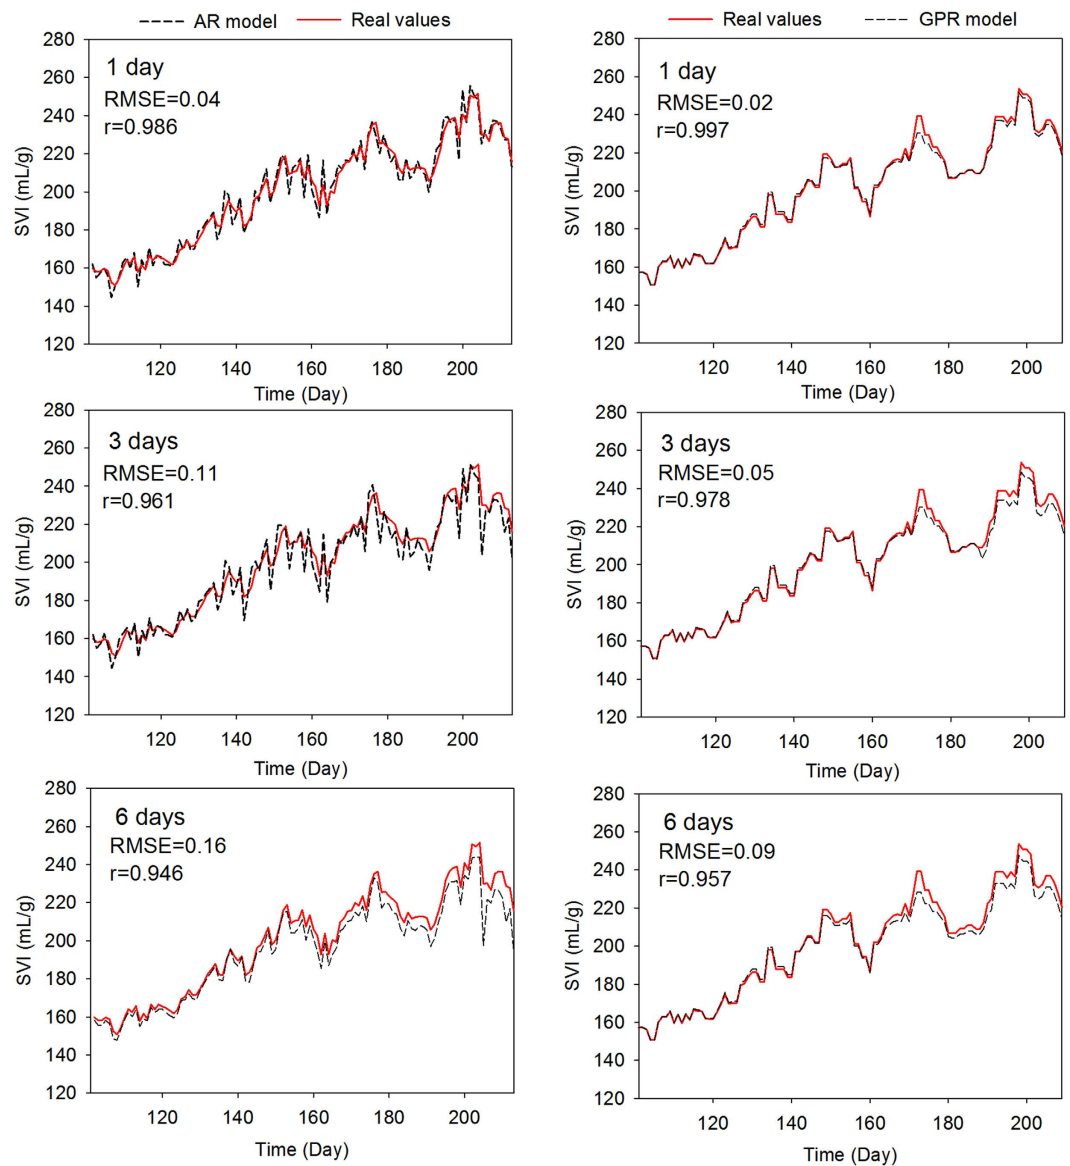 AR model Real values
280
260
240
220
200
180
160
140
120
SVI (mL/g)
1 day
RMSE=0.04
r=0.986
120 140 160 180 200
Time (Day)
Real values GPR model
280
260
240
220
200
180
160
140
120
SVI (mL/g)
1 day
RMSE=0.02
r=0.997
120 140 160 180 200
Time (Day)
280
260
240
220
200
180
160
140
120
SVI (mL/g)
3 days
RMSE=0.11
r=0.961
120 140 160 180 200
Time (Day)
280
260
240
220
200
180
160
140
120
SVI (mL/g)
3 days
RMSE=0.05
r=0.978
120 140 160 180 200
Time (Day)
280
260
240
220
200
180
160
140
120
SVI (mL/g)
6 days
RMSE=0.16
r=0.946
120 140 160 180 200
Time (Day)
280
260
240
220
200
180
160
140
120
SVI (mL/g)
6 days
RMSE=0.09
r=0.957
120 140 160 180 200
Time (Day)